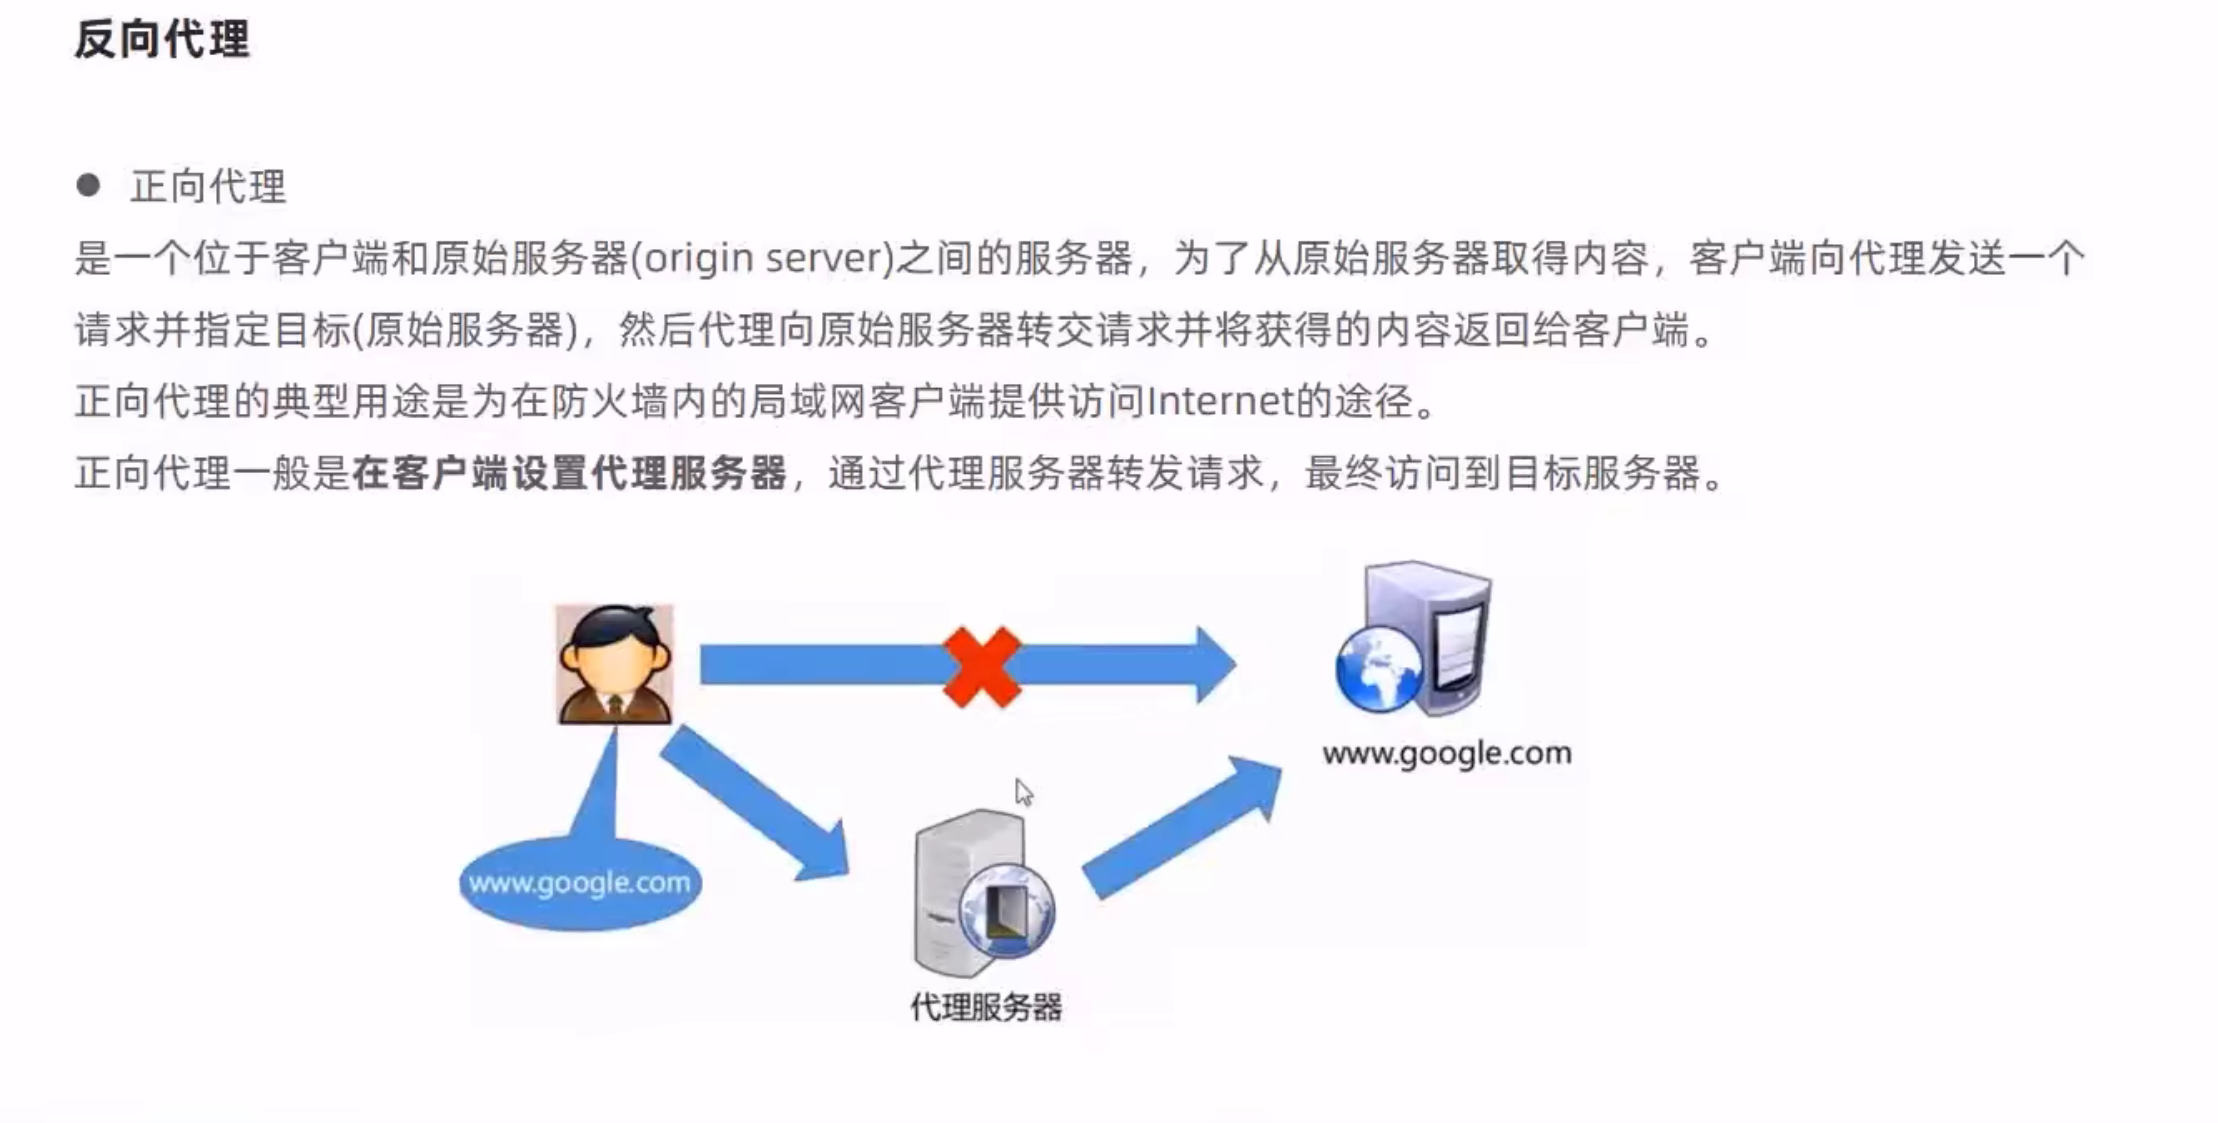 反向代理
● 正向代理
是一个位于客户端和原始服务器(origin server)之间的服务器，为了从原始服务器取得内容，客户端向代理发送一个
请求并指定目标(原始服务器)，然后代理向原始服务器转交请求并将获得的内容返回给客户端。
正向代理的典型用途是为在防火墙内的局域网客户端提供访问Internet的途径。
正向代理一般是在客户端设置代理服务器，通过代理服务器转发请求，最终访问到目标服务器。
www.google.com
www.google.com
代理服务器